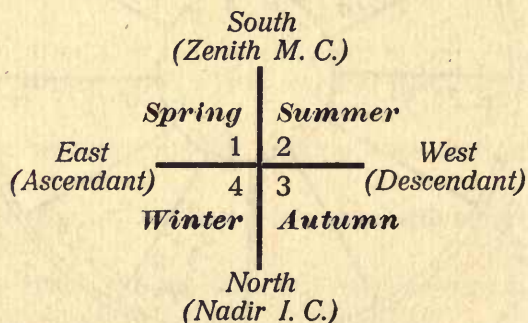 South
(Zenith M. C.)
Spring Summer
1 2
East West
(Ascendant) (Descendant)
4 3
Winter Autumn
North
(Nadir I. C.)